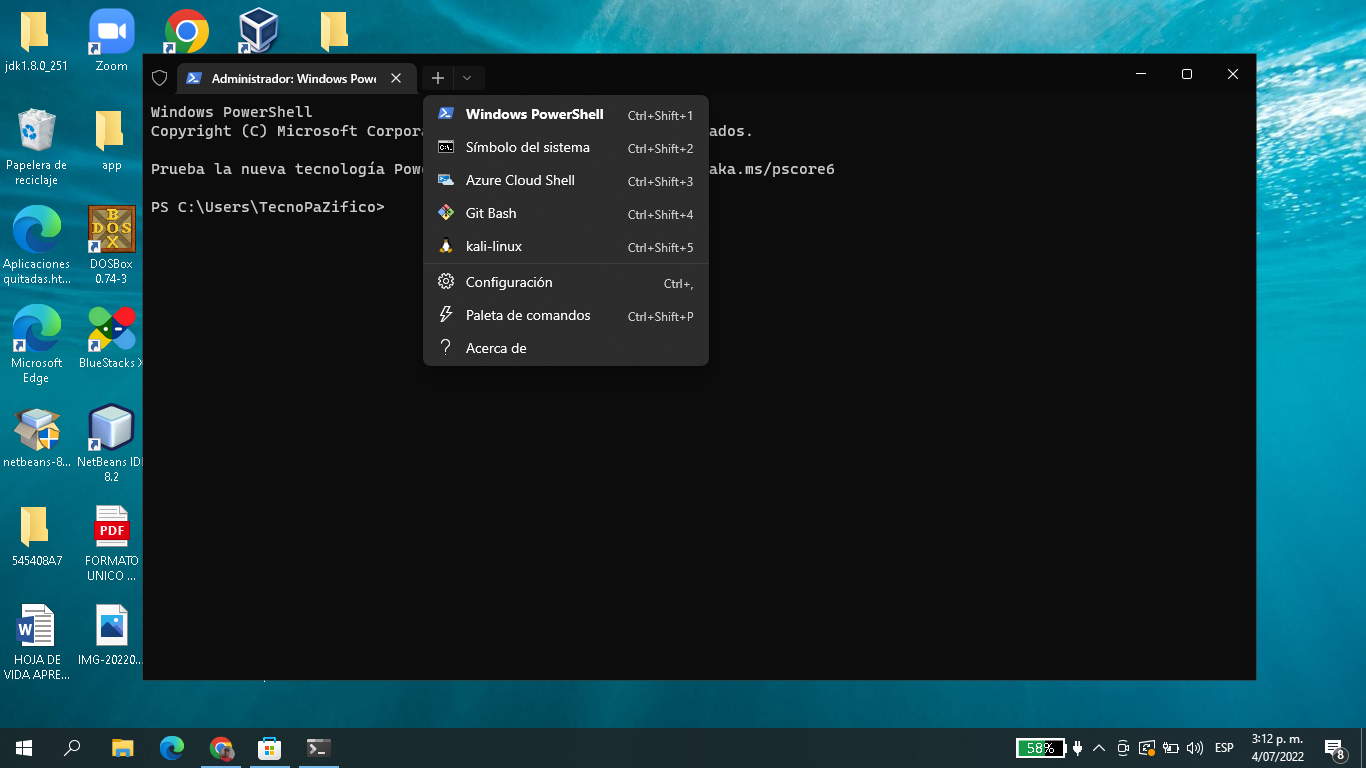 jdk1.8.0_251
Zoom
Administrador: Windows Powe
Windows PowerShell
Copyright (C) Microsoft Corpora
ados.
Prueba la nueva tecnología Pow
aka.ms/pscore6
PS C:\Users\TecnoPaZifico>
Windows PowerShell Ctrl+Shift+1
Símbolo del sistema Ctrl+Shift+2
Azure Cloud Shell Ctrl+Shift+3
Git Bash Ctrl+Shift+4
kali-linux Ctrl+Shift+5
Configuración Ctrl+,
Paleta de comandos Ctrl+Shift+P
Acerca de
Papelera de
reciclaje
app
Aplicaciones
quitadas.ht...
DOSBox
0.74-3
Microsoft
Edge
BlueStacks X
netbeans-8...
NetBeans IDE
8.2
545408A7
PDF
FORMATO
UNICO ...
HOJA DE
VIDA APRE...
IMG-20220...
58%
ESP
3:12 p. m.
4/07/2022
8